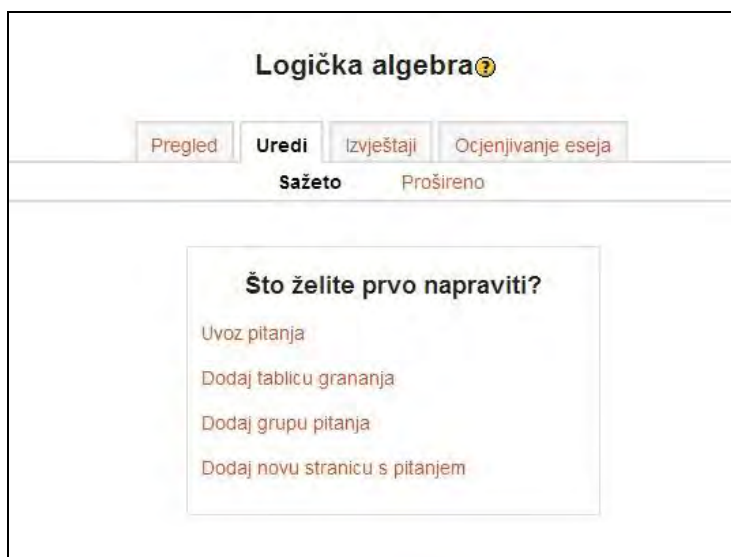 Logička algebra
Pregled Uredi Izvještaji Ocjenjivanje eseja
Sažeto Prošireno
Što želite prvo napraviti?
Uvoz pitanja
Dodaj tablicu grananja
Dodaj grupu pitanja
Dodaj novu stranicu s pitanjem